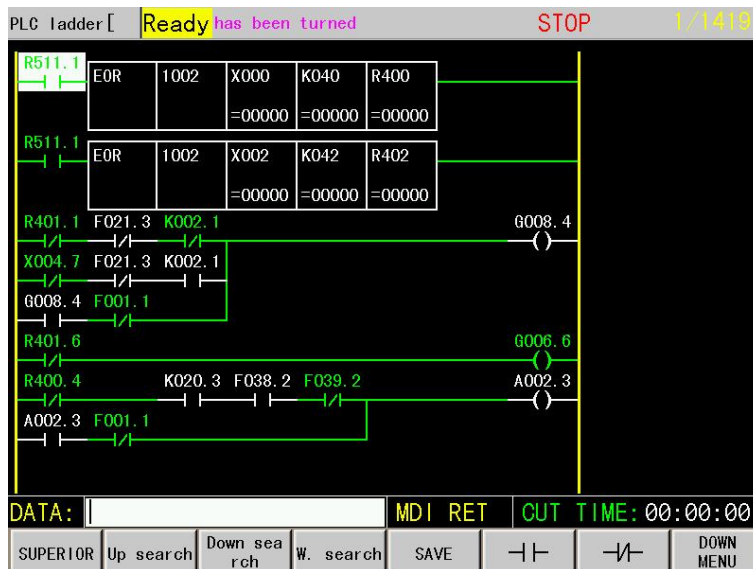 PLC ladder[ Ready has been turned STOP 1/1419
R511.1
EOR 1002 X000 K040 R400
=00000 =00000 =00000
R511.1
EOR 1002 X002 K042 R402
=00000 =00000 =00000
R401.1 F021.3 K002.1 G008.4
X004.7 F021.3 K002.1
G008.4 F001.1
R401.6 G006.6
R400.4 K020.3 F038.2 F039.2 A002.3
A002.3 F001.1
DATA: MDI RET CUT TIME:00:00:00
SUPERIOR Up search Down sea W. search SAVE DOWN
rch MENU